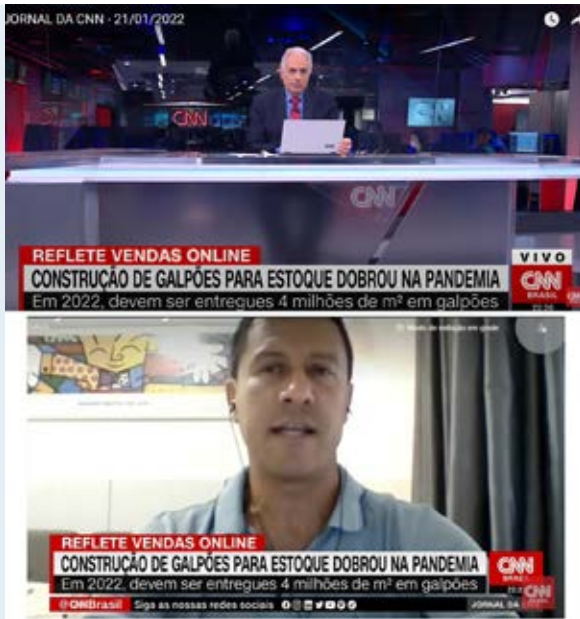 JORNAL DA CNN - 21/01/2022
CNN
CNN
REFLETE VENDAS ONLINE
CONSTRUÇÃO DE GALPÕES PARA ESTOQUE DOBROU NA PANDEMIA
Em 2022, devem ser entregues 4 milhões de m² em galpões
VIVO
CNN
BRASIL
REFLETE VENDAS ONLINE
CONSTRUÇÃO DE GALPÕES PARA ESTOQUE DOBROU NA PANDEMIA
Em 2022, devem ser entregues 4 milhões de m² em galpões
CNN
BRASIL
@CNNBrasil Siga as nossas redes sociais
JORNAL DA
CNN